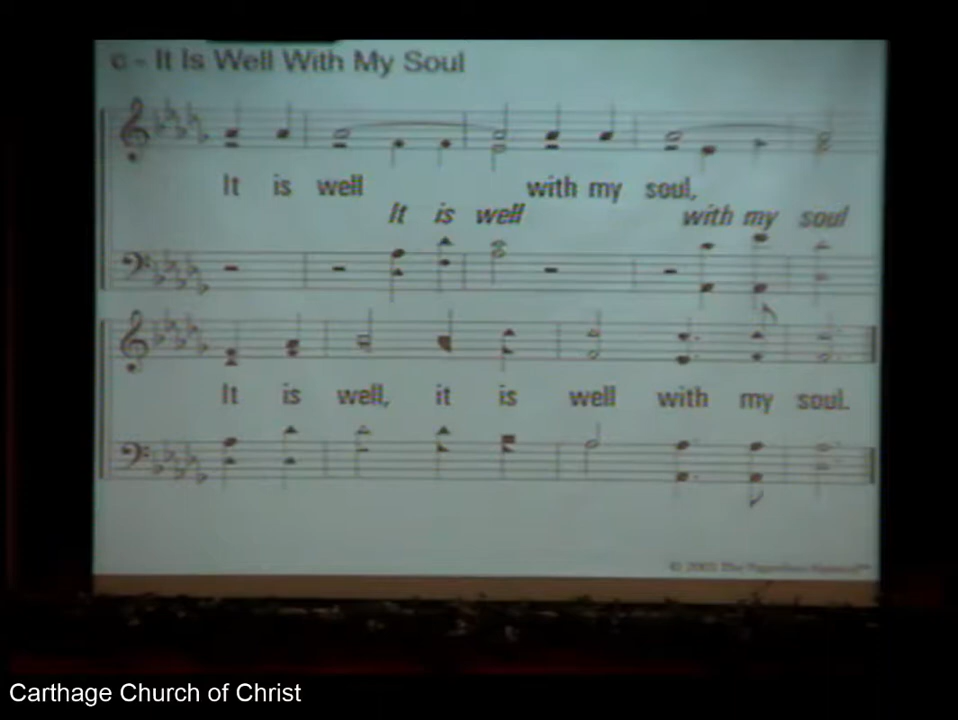 c - It Is Well With My Soul
It is well with my soul,
It is well with my soul
It is well, it is well with my soul.
Carthage Church of Christ